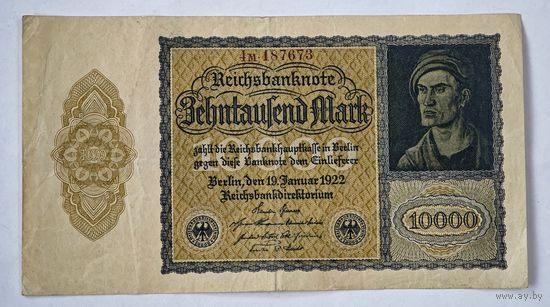 4M·187673
Reichsbanknote
Zehntausend Mark
zahlt die Reichsbankhauptkasse in Berlin
gegen diese Banknote dem Einlieferer
Berlin, den 19. Januar 1922
Reichsbankdirektorium
10000
www.ay.by